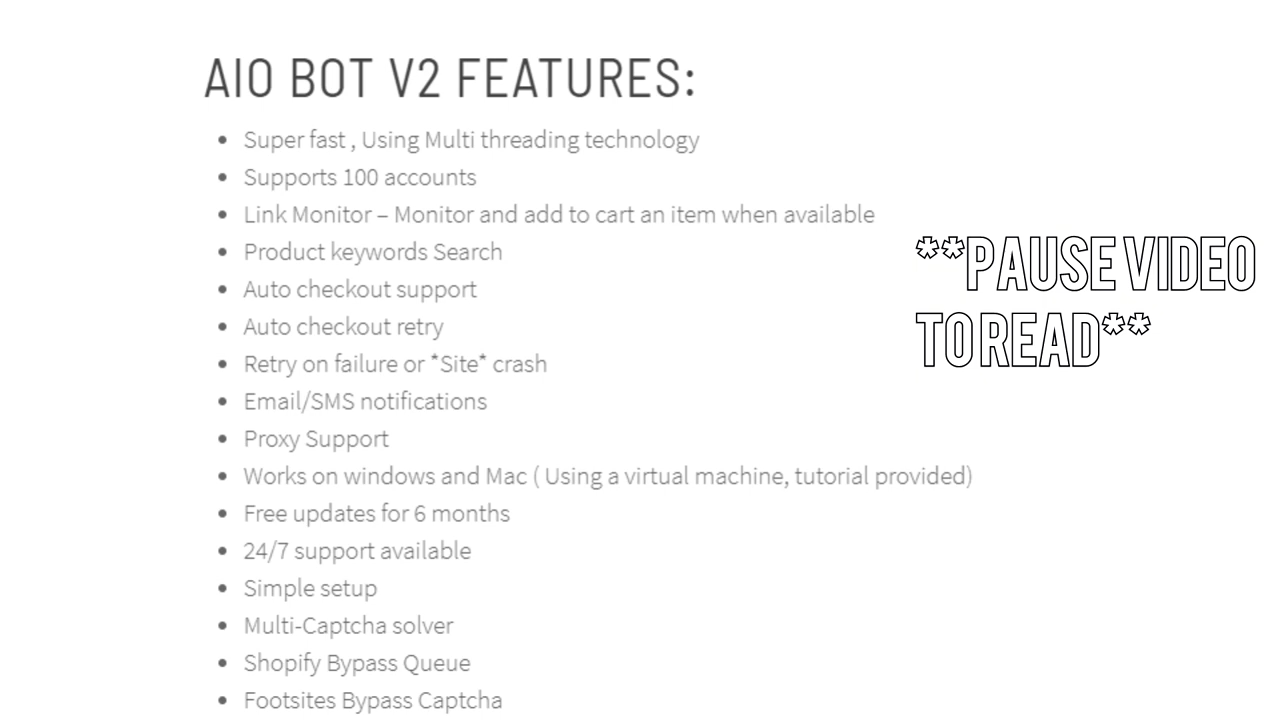 AIO BOT V2 FEATURES:
• Super fast , Using Multi threading technology
• Supports 100 accounts
• Link Monitor – Monitor and add to cart an item when available
• Product keywords Search
• Auto checkout support
• Auto checkout retry
• Retry on failure or *Site* crash
• Email/SMS notifications
• Proxy Support
• Works on windows and Mac ( Using a virtual machine, tutorial provided)
• Free updates for 6 months
• 24/7 support available
• Simple setup
• Multi-Captcha solver
• Shopify Bypass Queue
• Footsites Bypass Captcha
**PAUSE VIDEO
TO READ**